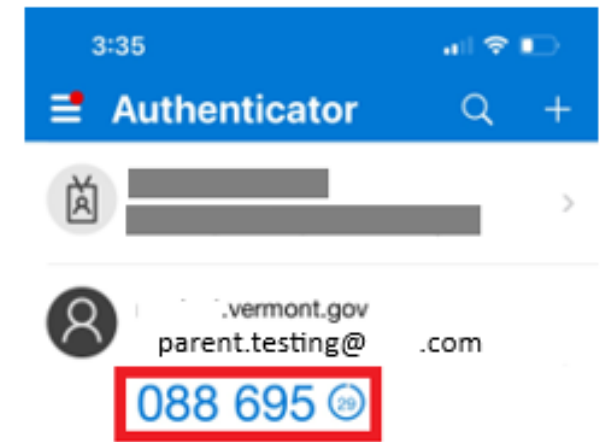 3:35
Authenticator
.vermont.gov
parent.testing@ .com
088 695 29